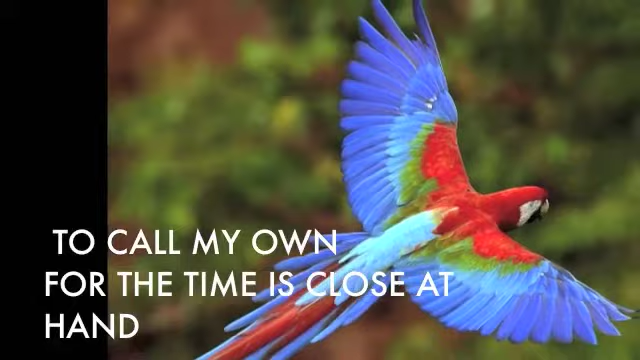 TO CALL MY OWN
FOR THE TIME IS CLOSE AT
HAND